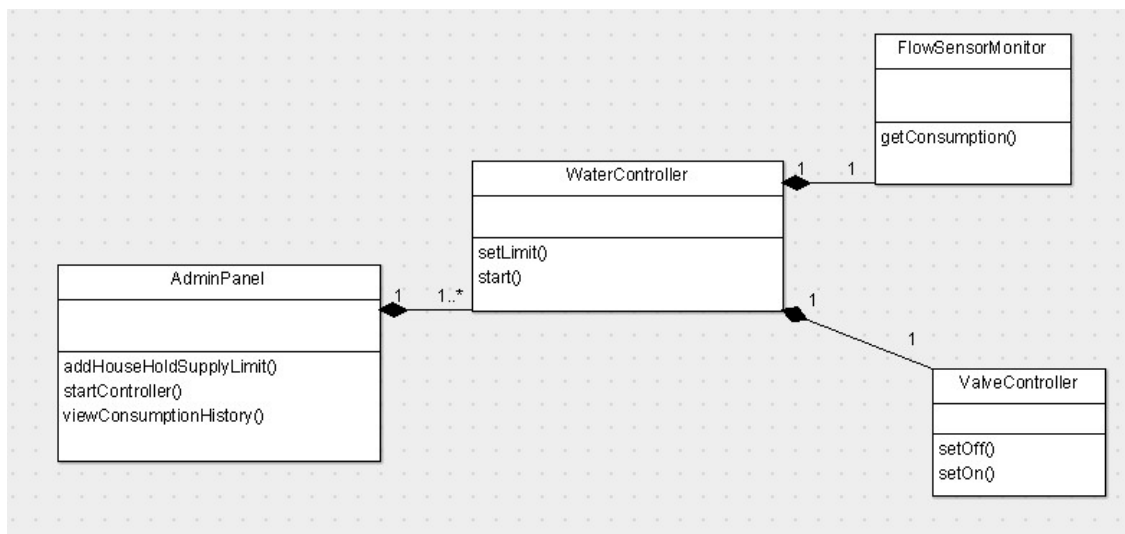 FlowSensorMonitor
getConsumption()
WaterController
1
1
setLimit()
start()
AdminPanel
1
1..*
1
1
addHouseHoldSupplyLimit()
startController()
viewConsumptionHistory()
ValveController
setOff()
setOn()